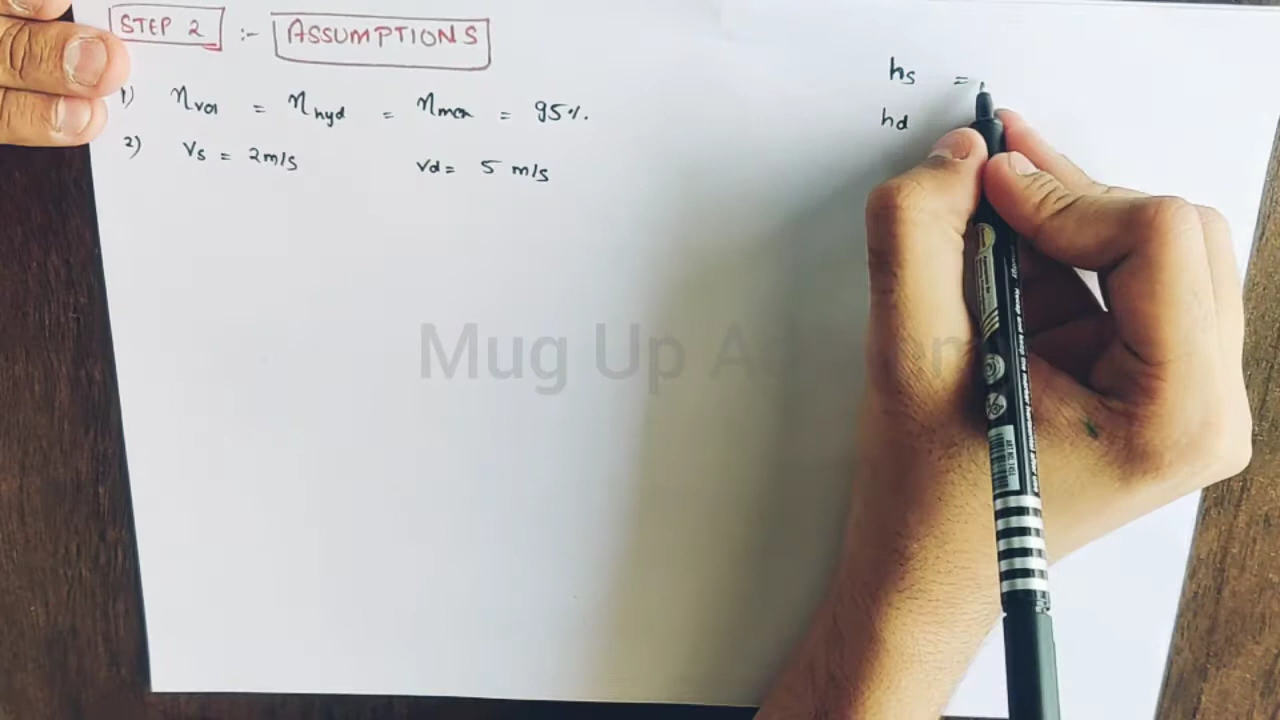 STEP 2 :- ASSUMPTIONS
1) ηvol = ηhyd = ηmech = 95%.
2) Vs = 2m/s Vd = 5 m/s
hs =
hd
Mug Up